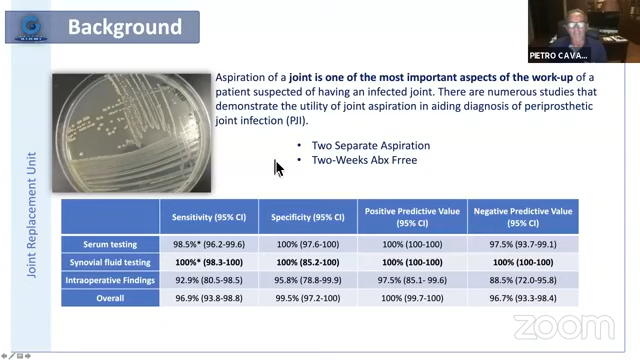 Background
PIETRO CAVA...
Aspiration of a joint is one of the most important aspects of the work-up of a
patient suspected of having an infected joint. There are numerous studies that
demonstrate the utility of joint aspiration in aiding diagnosis of periprosthetic
joint infection (PJI).
• Two Separate Aspiration
• Two-Weeks Abx Frree
Joint Replacement Unit
Sensitivity (95% CI) Specificity (95% CI) Positive Predictive Value (95% CI) Negative Predictive Value (95% CI)
Serum testing 98.5%* (96.2-99.6) 100% (97.6-100) 100% (100-100) 97.5% (93.7-99.1)
Synovial fluid testing 100%* (98.3-100) 100% (85.2-100) 100% (100-100) 100% (100-100)
Intraoperative Findings 92.9% (80.5-98.5) 95.8% (78.8-99.9) 97.5% (85.1- 99.6) 88.5% (72.0-95.8)
Overall 96.9% (93.8-98.8) 99.5% (97.2-100) 100% (99.7-100) 96.7% (93.3-98.4)
zoom